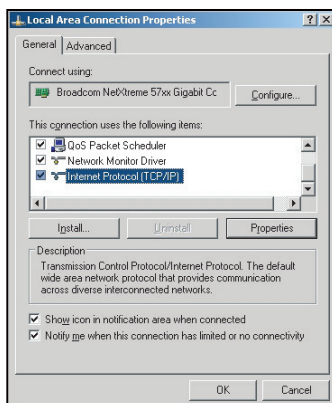 Local Area Connection Properties
General
Advanced
Connect using:
Broadcom NetXtreme 57xx Gigabit Cc
Configure...
This connection uses the following items:
QoS Packet Scheduler
Network Monitor Driver
Internet Protocol (TCP/IP)
Install...
Uninstall
Properties
Description
Transmission Control Protocol/Internet Protocol. The default
wide area network protocol that provides communication
across diverse interconnected networks.
Show icon in notification area when connected
Notify me when this connection has limited or no connectivity
OK
Cancel